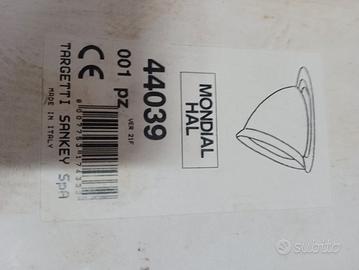 MONDIAL
HAL
44039
001 pz
VER 21F
CE
TARGETTI SANKEY SpA
MADE IN ITALY
subito